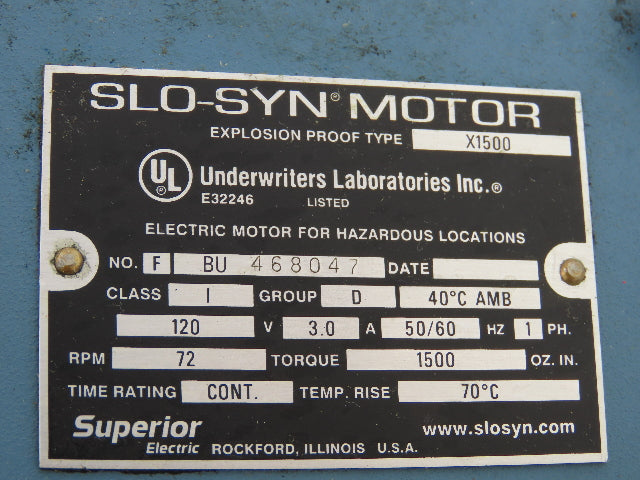 SLO-SYN® MOTOR
EXPLOSION PROOF TYPE X1500
UL® Underwriters Laboratories Inc.®
E32246 LISTED
ELECTRIC MOTOR FOR HAZARDOUS LOCATIONS
NO. F BU 468047 DATE
CLASS I GROUP D 40°C AMB
120 V 3.0 A 50/60 HZ 1 PH.
RPM 72 TORQUE 1500 OZ. IN.
TIME RATING CONT. TEMP. RISE 70°C
Superior www.slosyn.com
Electric ROCKFORD, ILLINOIS U.S.A.